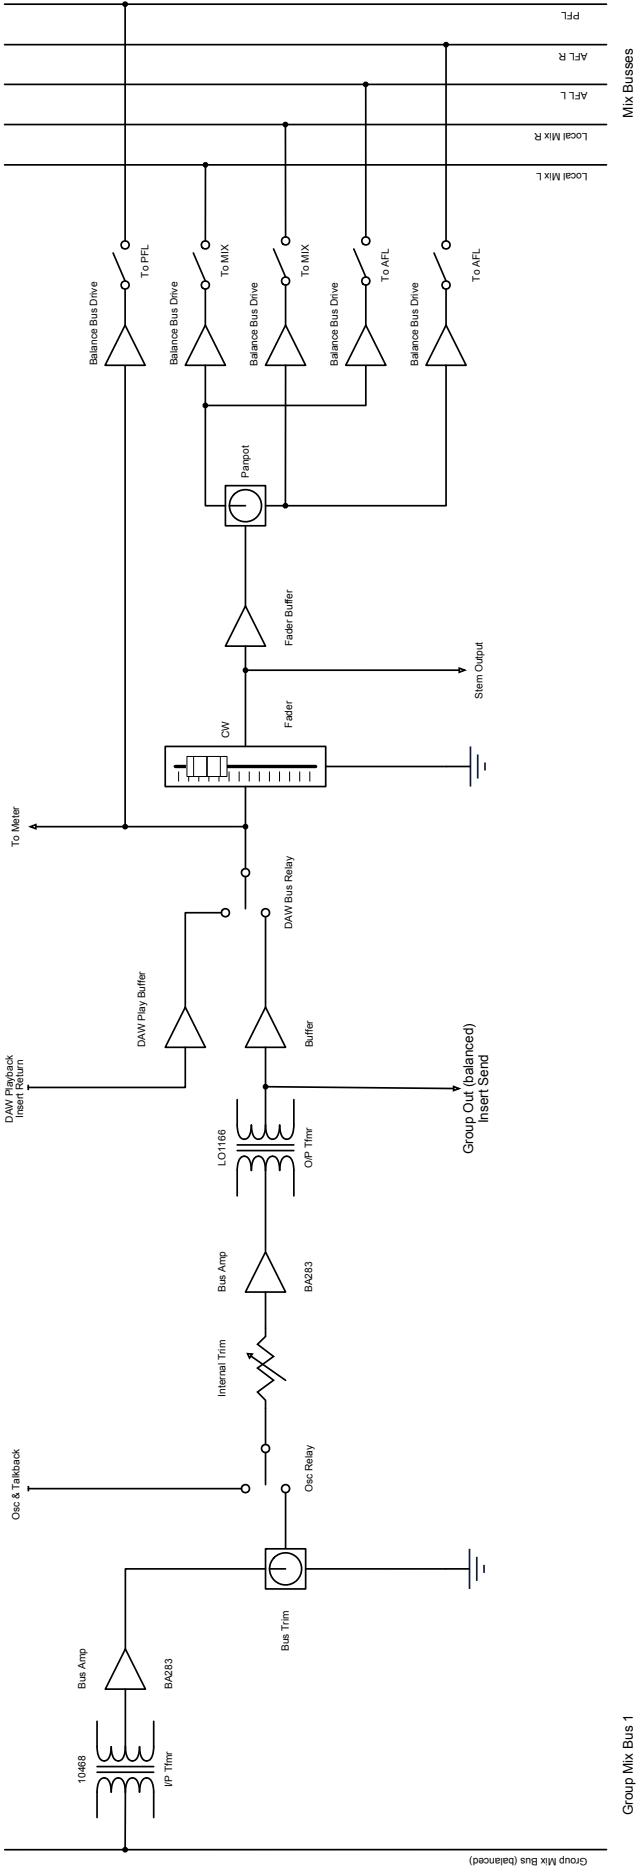 PFL
AFL R
AFL L
Local Mix R
Local Mix L
Mix Busses
To PFL
To MIX
To MIX
To AFL
To AFL
Balance Bus Drive
Balance Bus Drive
Balance Bus Drive
Balance Bus Drive
Balance Bus Drive
Panpot
Fader Buffer
Stem Output
CW
Fader
To Meter
DAW Bus Relay
DAW Play Buffer
Buffer
DAW Playback
Insert Return
Group Out (balanced)
Insert Send
LO1166
O/P Tfmr
Bus Amp
BA283
Internal Trim
Osc & Talkback
Osc Relay
Bus Trim
Bus Amp
BA283
10468
I/P Tfmr
Group Mix Bus 1
Group Mix Bus (balanced)